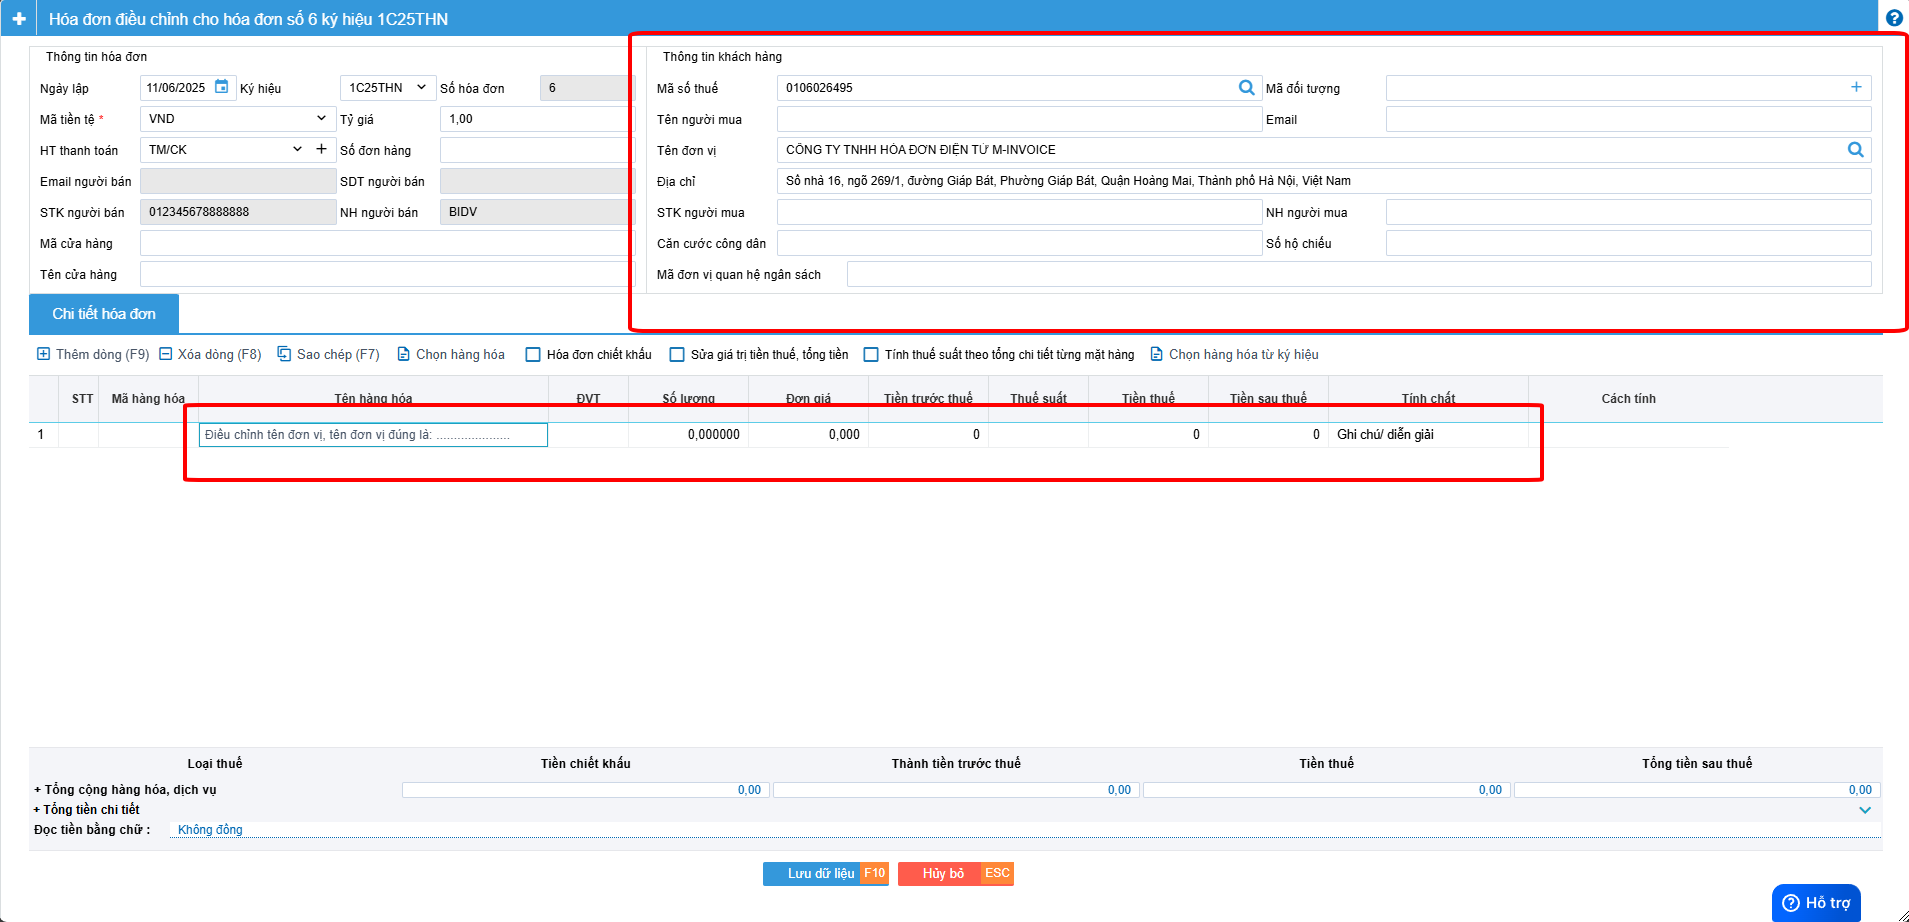 Hóa đơn điều chỉnh cho hóa đơn số 6 ký hiệu 1C25THN
Thông tin hóa đơn
Ngày lập 11/06/2025 Ký hiệu 1C25THN Số hóa đơn 6
Mã tiền tệ * VND Tỷ giá 1,00
HT thanh toán TM/CK Số đơn hàng
Email người bán SDT người bán
STK người bán 012345678888888 NH người bán BIDV
Mã cửa hàng
Tên cửa hàng
Thông tin khách hàng
Mã số thuế 0106026495 Mã đối tượng
Tên người mua Email
Tên đơn vị CÔNG TY TNHH HÓA ĐƠN ĐIỆN TỬ M-INVOICE
Địa chỉ Số nhà 16, ngõ 269/1, đường Giáp Bát, Phường Giáp Bát, Quận Hoàng Mai, Thành phố Hà Nội, Việt Nam
STK người mua NH người mua
Căn cước công dân Số hộ chiếu
Mã đơn vị quan hệ ngân sách
Chi tiết hóa đơn
Thêm dòng (F9) Xóa dòng (F8) Sao chép (F7) Chọn hàng hóa Hóa đơn chiết khấu Sửa giá trị tiền thuế, tổng tiền Tính thuế suất theo tổng chi tiết từng mặt hàng Chọn hàng hóa từ ký hiệu
STT Mã hàng hóa Tên hàng hóa ĐVT Số lượng Đơn giá Tiền trước thuế Thuế suất Tiền thuế Tiền sau thuế Tính chất Cách tính
1 Điều chỉnh tên đơn vị, tên đơn vị đúng là: ..................... 0,000000 0,000 0 0 0 Ghi chú/ diễn giải
Loại thuế Tiền chiết khấu Thành tiền trước thuế Tiền thuế Tổng tiền sau thuế
+ Tổng cộng hàng hóa, dịch vụ 0,00 0,00 0,00 0,00
+ Tổng tiền chi tiết
Đọc tiền bằng chữ : Không đồng
Lưu dữ liệu F10 Hủy bỏ ESC
Hỗ trợ